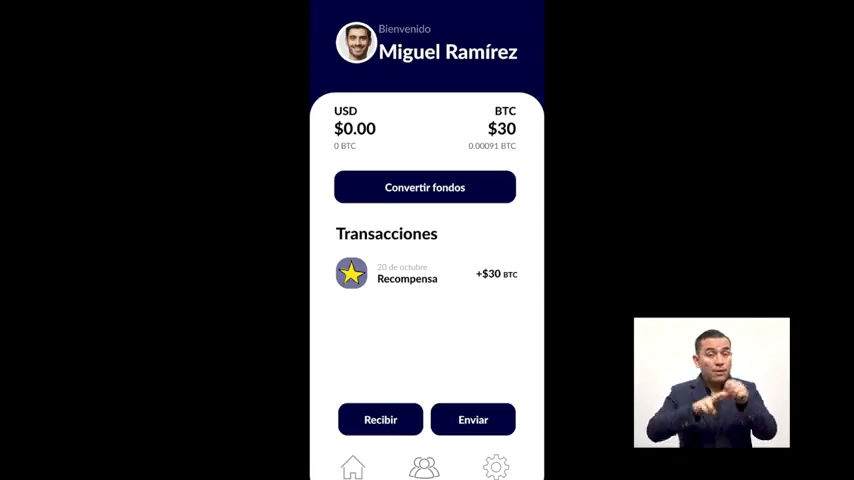 Bienvenido
Miguel Ramírez
USD
BTC
$0.00
$30
0 BTC
0.00091 BTC
Convertir fondos
Transacciones
20 de octubre
Recompensa
+$30 BTC
Recibir
Enviar